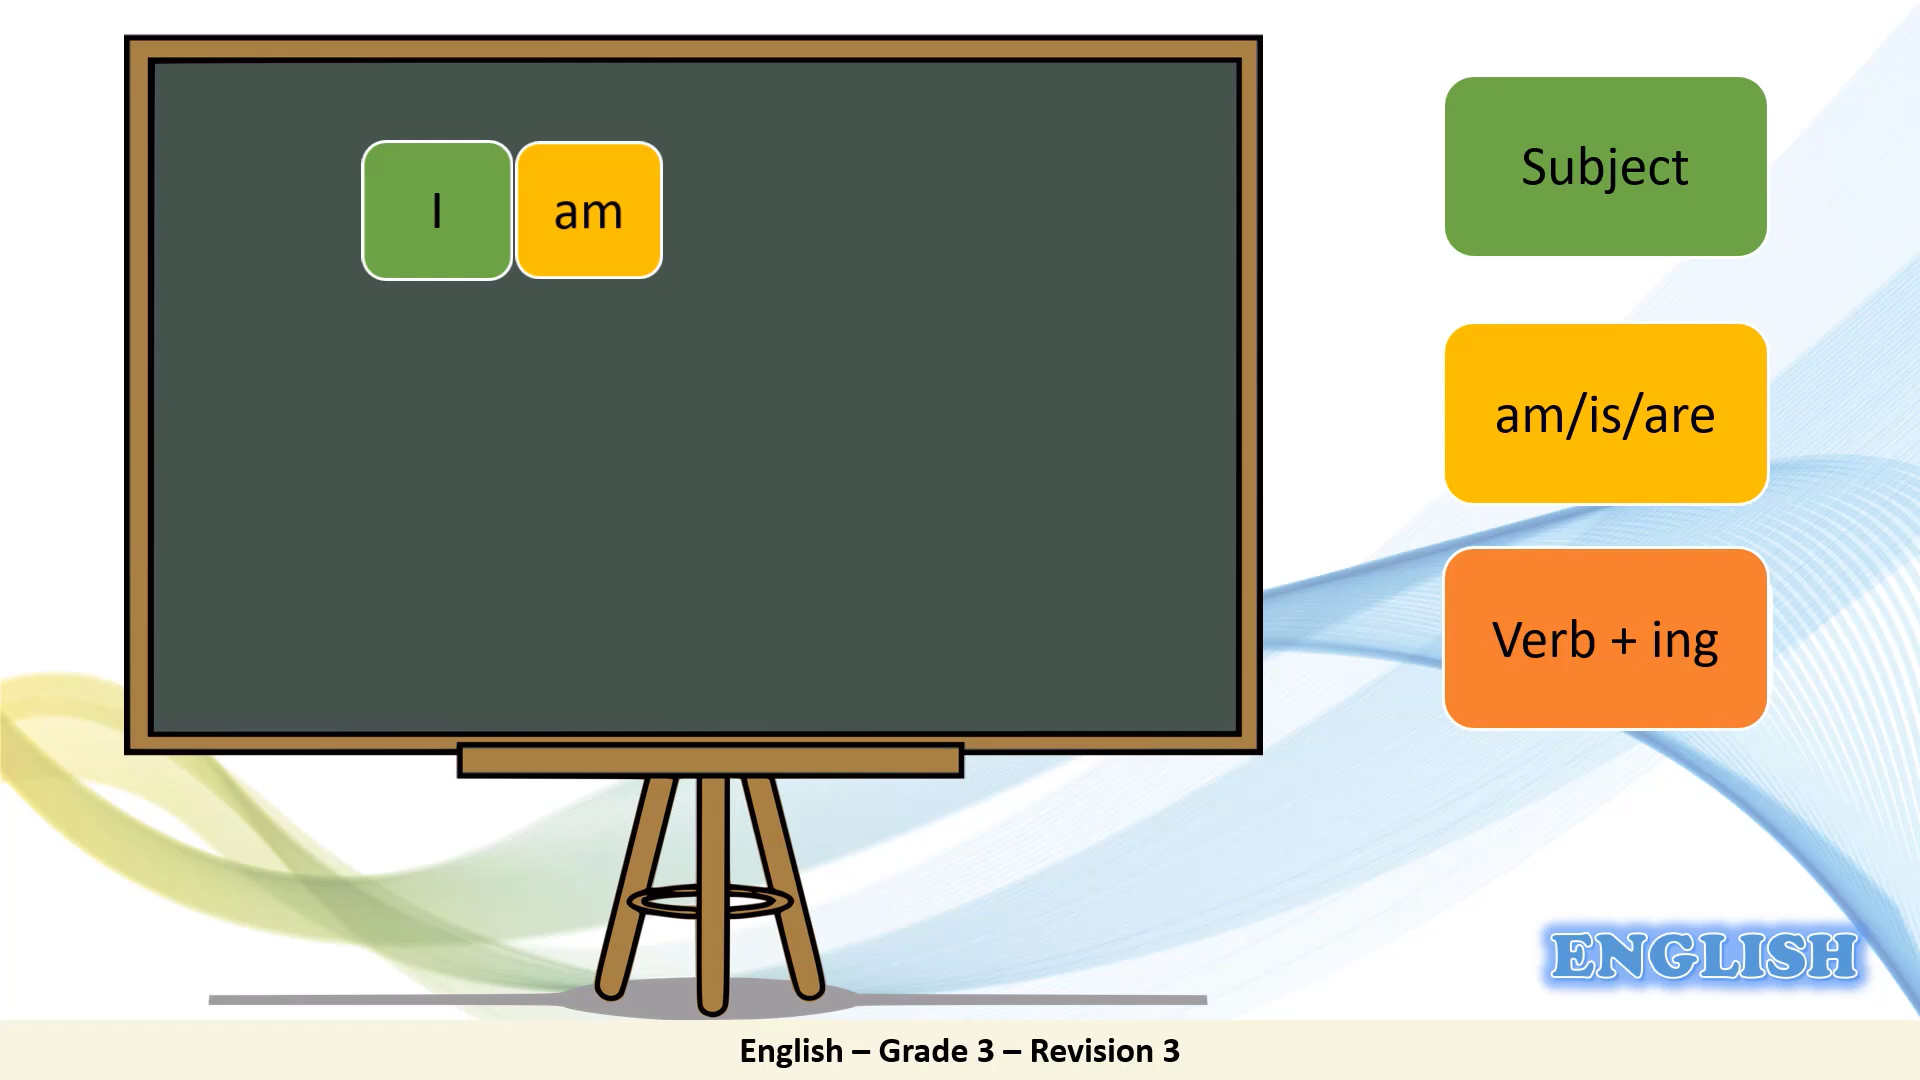 I am
Subject
am/is/are
Verb + ing
ENGLISH
English – Grade 3 – Revision 3